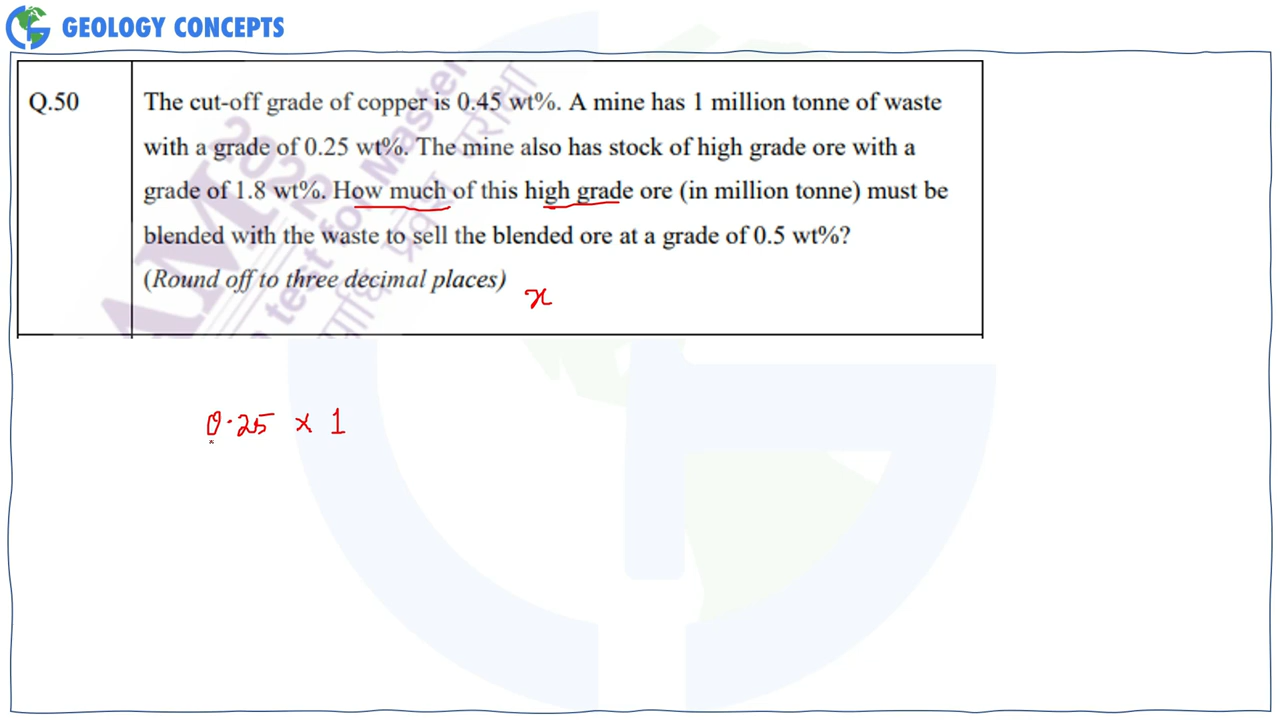 GEOLOGY CONCEPTS
Q.50
The cut-off grade of copper is 0.45 wt%. A mine has 1 million tonne of waste
with a grade of 0.25 wt%. The mine also has stock of high grade ore with a
grade of 1.8 wt%. How much of this high grade ore (in million tonne) must be
blended with the waste to sell the blended ore at a grade of 0.5 wt%?
(Round off to three decimal places)
x
0.25 × 1